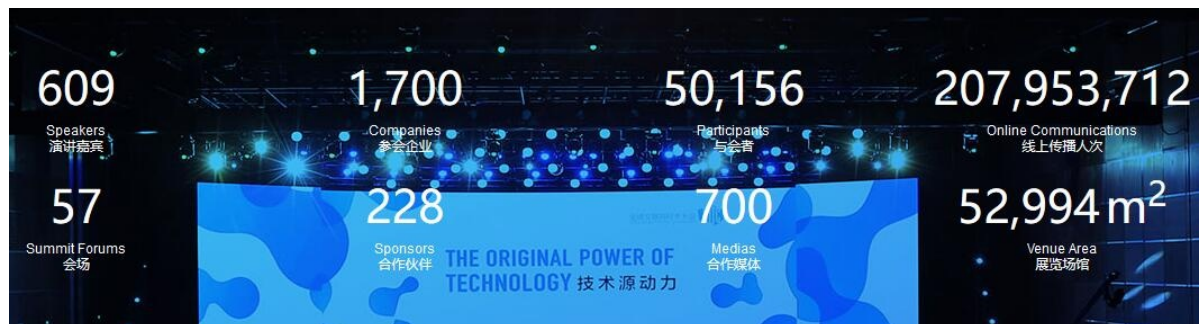 609
Speakers
演讲嘉宾
1,700
Companies
参会企业
50,156
Participants
与会者
207,953,712
Online Communications
线上传播人次
57
Summit Forums
会场
228
Sponsors
合作伙伴
700
Medias
合作媒体
52,994 m²
Venue Area
展览场馆
THE ORIGINAL POWER OF
TECHNOLOGY 技术源动力